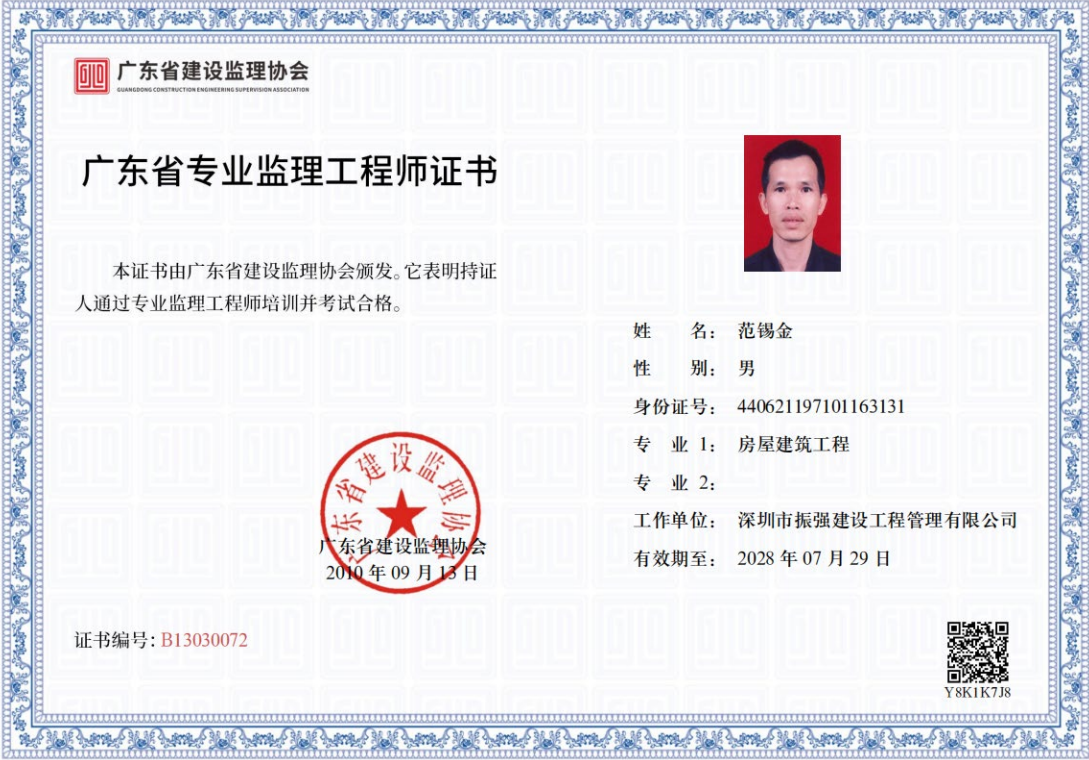 广东省建设监理协会
GUANGDONG CONSTRUCTION ENGINEERING SUPERVISION ASSOCIATION
广东省专业监理工程师证书
本证书由广东省建设监理协会颁发。它表明持证
人通过专业监理工程师培训并考试合格。
姓 名： 范锡金
性 别： 男
身份证号： 440621197101163131
专 业 1： 房屋建筑工程
专 业 2：
工作单位： 深圳市振强建设工程管理有限公司
有效期至： 2028 年 07 月 29 日
广东省建设监理协会
广东省建设监理协会
2010 年 09 月 13 日
证书编号：B13030072
Y8K1K7J8